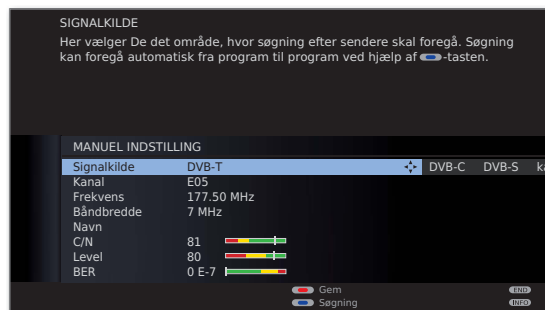 SIGNALKILDE
Her vælger De det område, hvor søgning efter sendere skal foregå. Søgning
kan foregå automatisk fra program til program ved hjælp af -tasten.
MANUEL INDSTILLING
Signalkilde DVB-T DVB-C DVB-S ka
Kanal E05
Frekvens 177.50 MHz
Båndbredde 7 MHz
Navn
C/N 81
Level 80
BER 0 E-7
Gem END
Søgning INFO